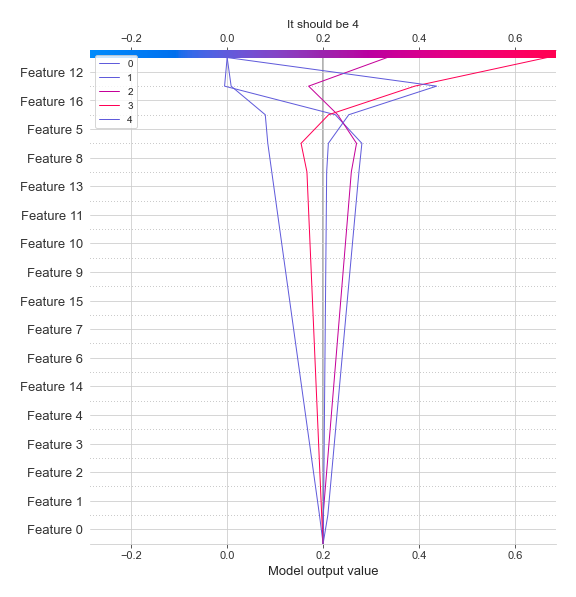 It should be 4
−0.2 0.0 0.2 0.4 0.6
0
1
2
3
4
Feature 12
Feature 16
Feature 5
Feature 8
Feature 13
Feature 11
Feature 10
Feature 9
Feature 15
Feature 7
Feature 6
Feature 14
Feature 4
Feature 3
Feature 2
Feature 1
Feature 0
−0.2 0.0 0.2 0.4 0.6
Model output value